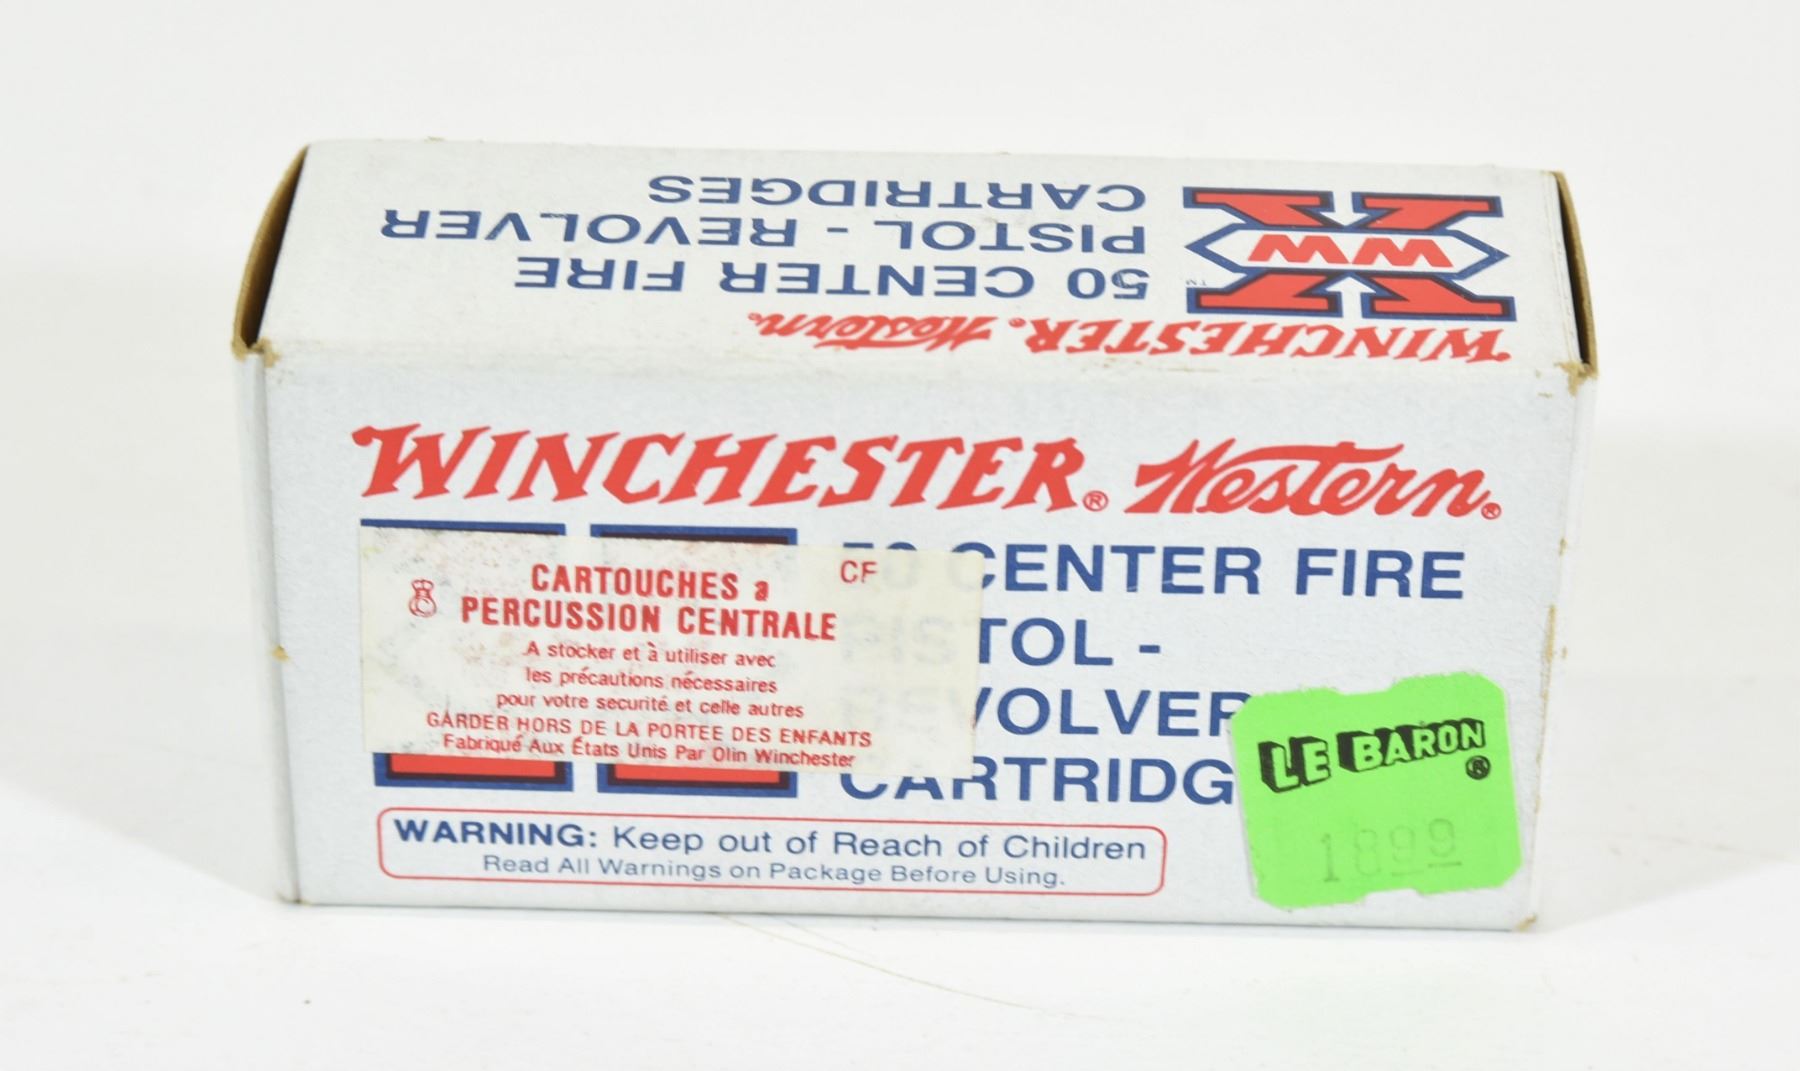 50 CENTER FIRE
PISTOL - REVOLVER
CARTRIDGES
WW
TM
WINCHESTER® Western®
WINCHESTER® Western®
CENTER FIRE
TOL -
VOLVER
CARTRIDG
CARTOUCHES a CF
PERCUSSION CENTRALE
A stocker et à utiliser avec
les précautions nécessaires
pour votre securité et celle autres
GARDER HORS DE LA PORTEE DES ENFANTS
Fabriqué Aux États Unis Par Olin Winchester
LE BARON®
1899
WARNING: Keep out of Reach of Children
Read All Warnings on Package Before Using.